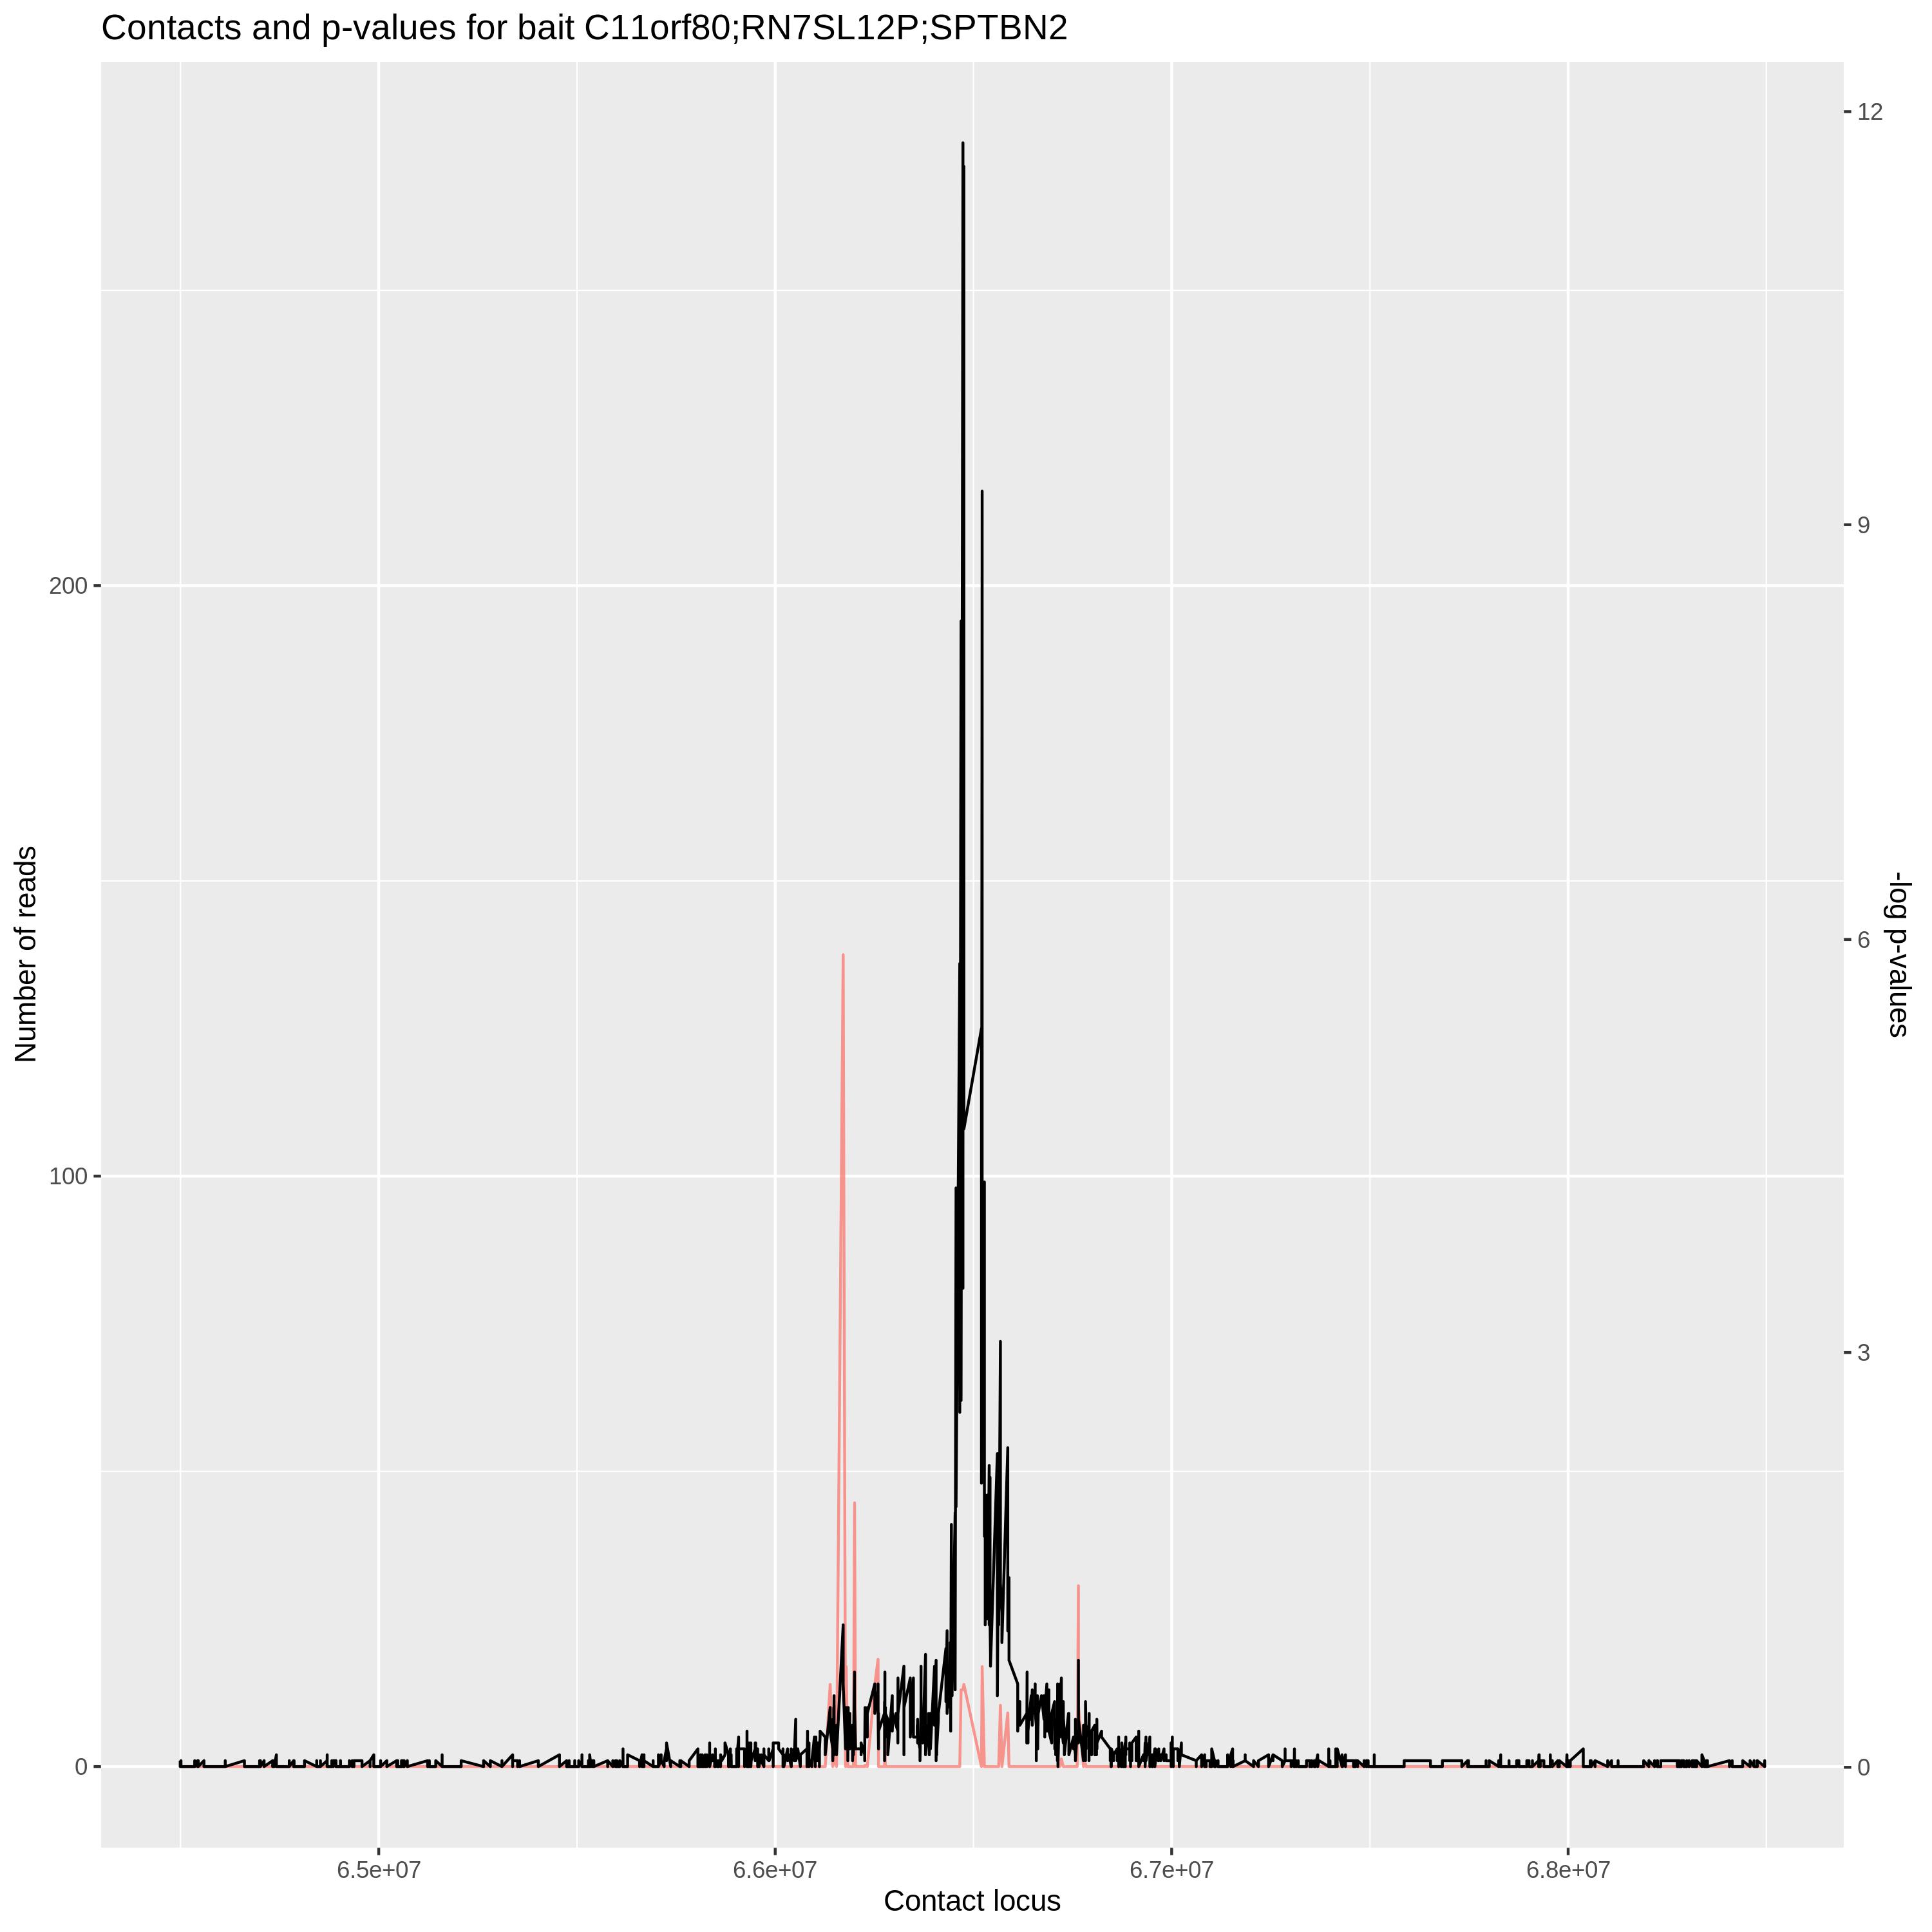 Contacts and p-values for bait C11orf80;RN7SL12P;SPTBN2
12
9
6
3
0
-log p-values
200
100
0
Number of reads
6.5e+07
6.6e+07
6.7e+07
6.8e+07
Contact locus